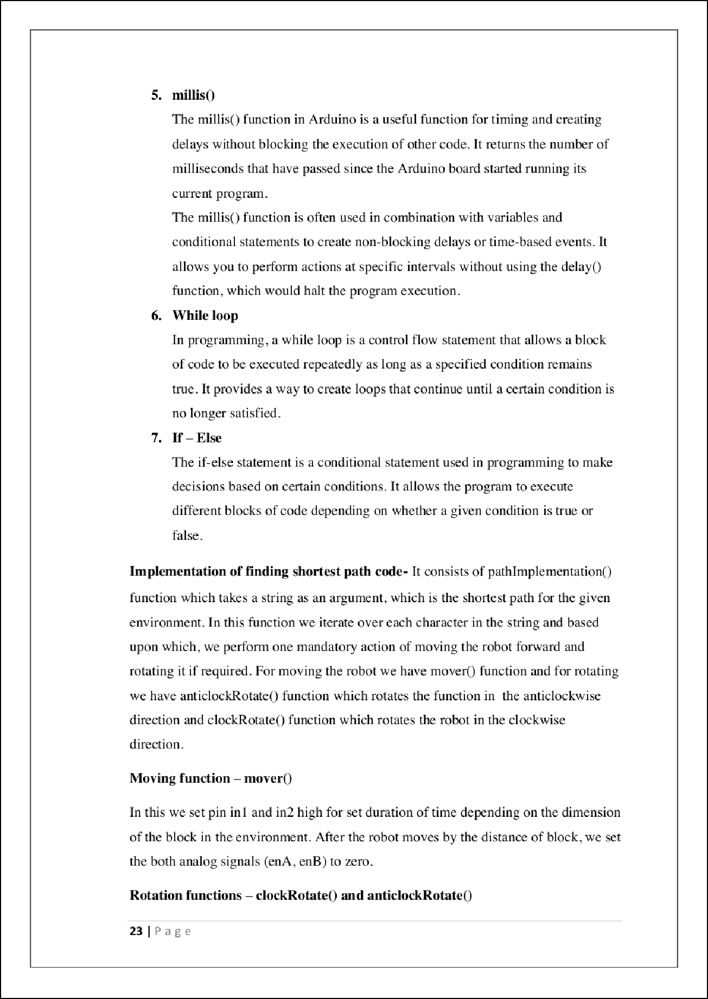 5. millis()
The millis() function in Arduino is a useful function for timing and creating
delays without blocking the execution of other code. It returns the number of
milliseconds that have passed since the Arduino board started running its
current program.
The millis() function is often used in combination with variables and
conditional statements to create non-blocking delays or time-based events. It
allows you to perform actions at specific intervals without using the delay()
function, which would halt the program execution.
6. While loop
In programming, a while loop is a control flow statement that allows a block
of code to be executed repeatedly as long as a specified condition remains
true. It provides a way to create loops that continue until a certain condition is
no longer satisfied.
7. If – Else
The if-else statement is a conditional statement used in programming to make
decisions based on certain conditions. It allows the program to execute
different blocks of code depending on whether a given condition is true or
false.
Implementation of finding shortest path code- It consists of pathImplementation()
function which takes a string as an argument, which is the shortest path for the given
environment. In this function we iterate over each character in the string and based
upon which, we perform one mandatory action of moving the robot forward and
rotating it if required. For moving the robot we have mover() function and for rotating
we have anticlockRotate() function which rotates the function in  the anticlockwise
direction and clockRotate() function which rotates the robot in the clockwise
direction.
Moving function – mover()
In this we set pin in1 and in2 high for set duration of time depending on the dimension
of the block in the environment. After the robot moves by the distance of block, we set
the both analog signals (enA, enB) to zero.
Rotation functions – clockRotate() and anticlockRotate()
23 | Page